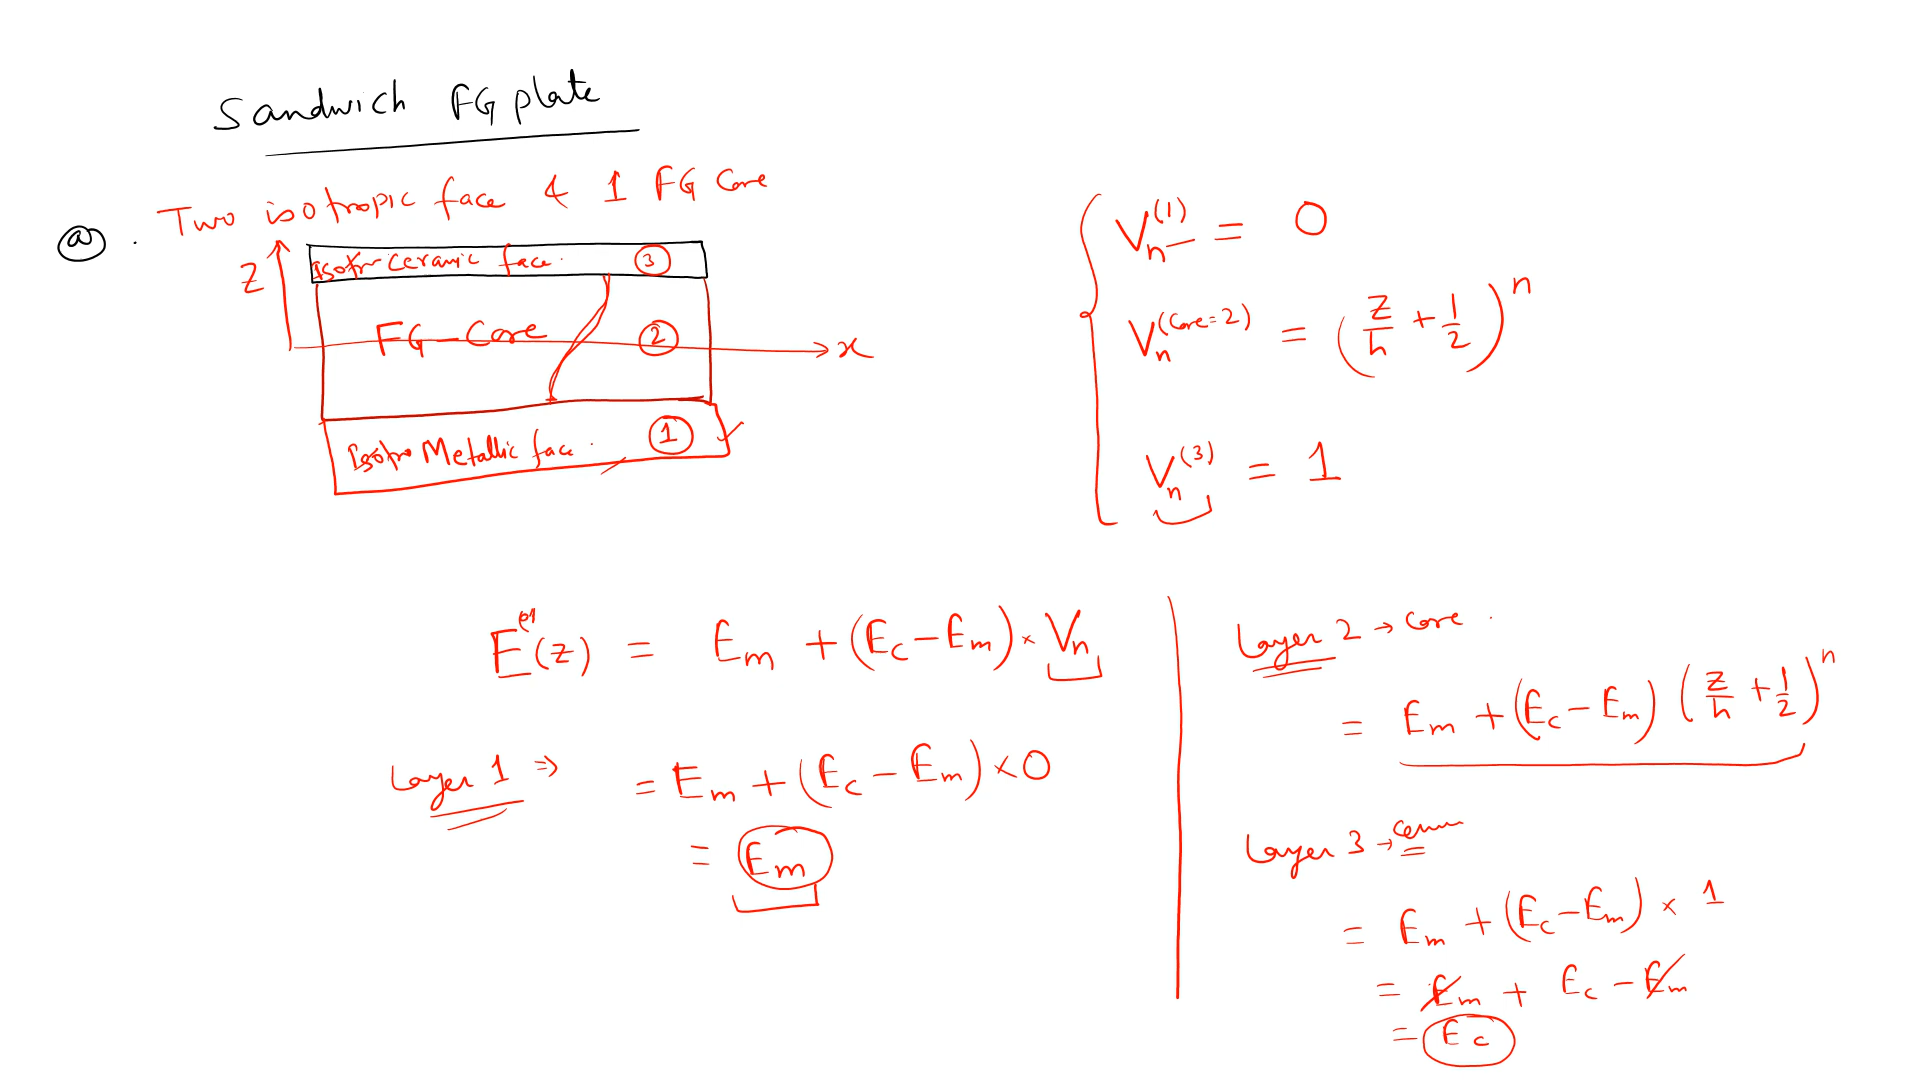 Sandwich FG plate
(a). Two isotropic face & 1 FG Core
Z
Isotr-Ceramic face. (3)
FG-Core (2)
x
Isotro Metallic face. (1)
V_n^(1) = 0
V_n^(Core=2) = (z/h + 1/2)^n
V_n^(3) = 1
E(z) = E_m + (E_c - E_m) × V_n
Layer 1 ⇒ = E_m + (E_c - E_m) × 0
= E_m
Layer 2 → Core.
= E_m + (E_c - E_m) (z/h + 1/2)^n
Layer 3 →
= E_m + (E_c - E_m) × 1
= E_m + E_c - E_m
= E_c